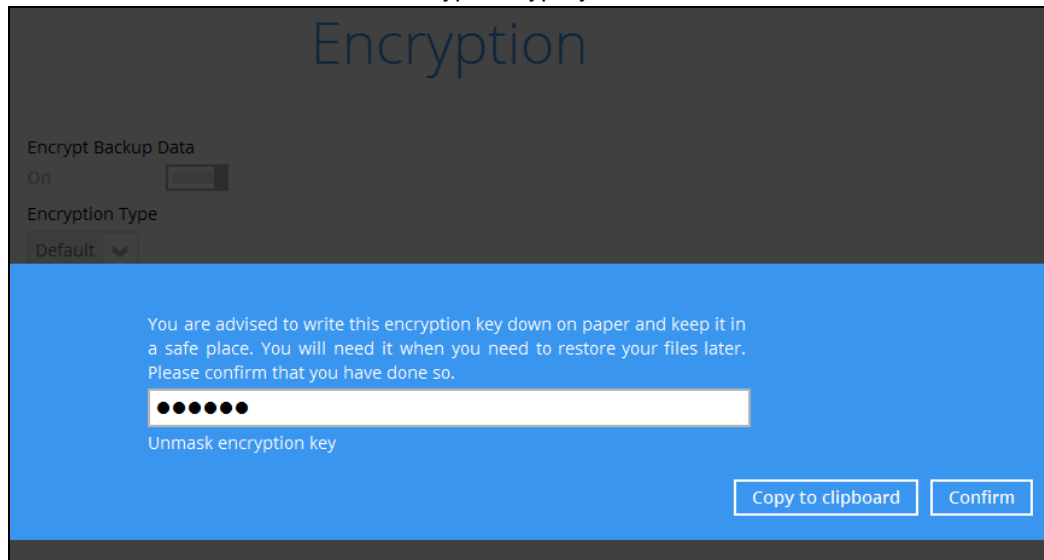 Encryption
Encrypt Backup Data
On
Encryption Type
Default
You are advised to write this encryption key down on paper and keep it in
a safe place. You will need it when you need to restore your files later.
Please confirm that you have done so.
●●●●●●
Unmask encryption key
Copy to clipboard Confirm